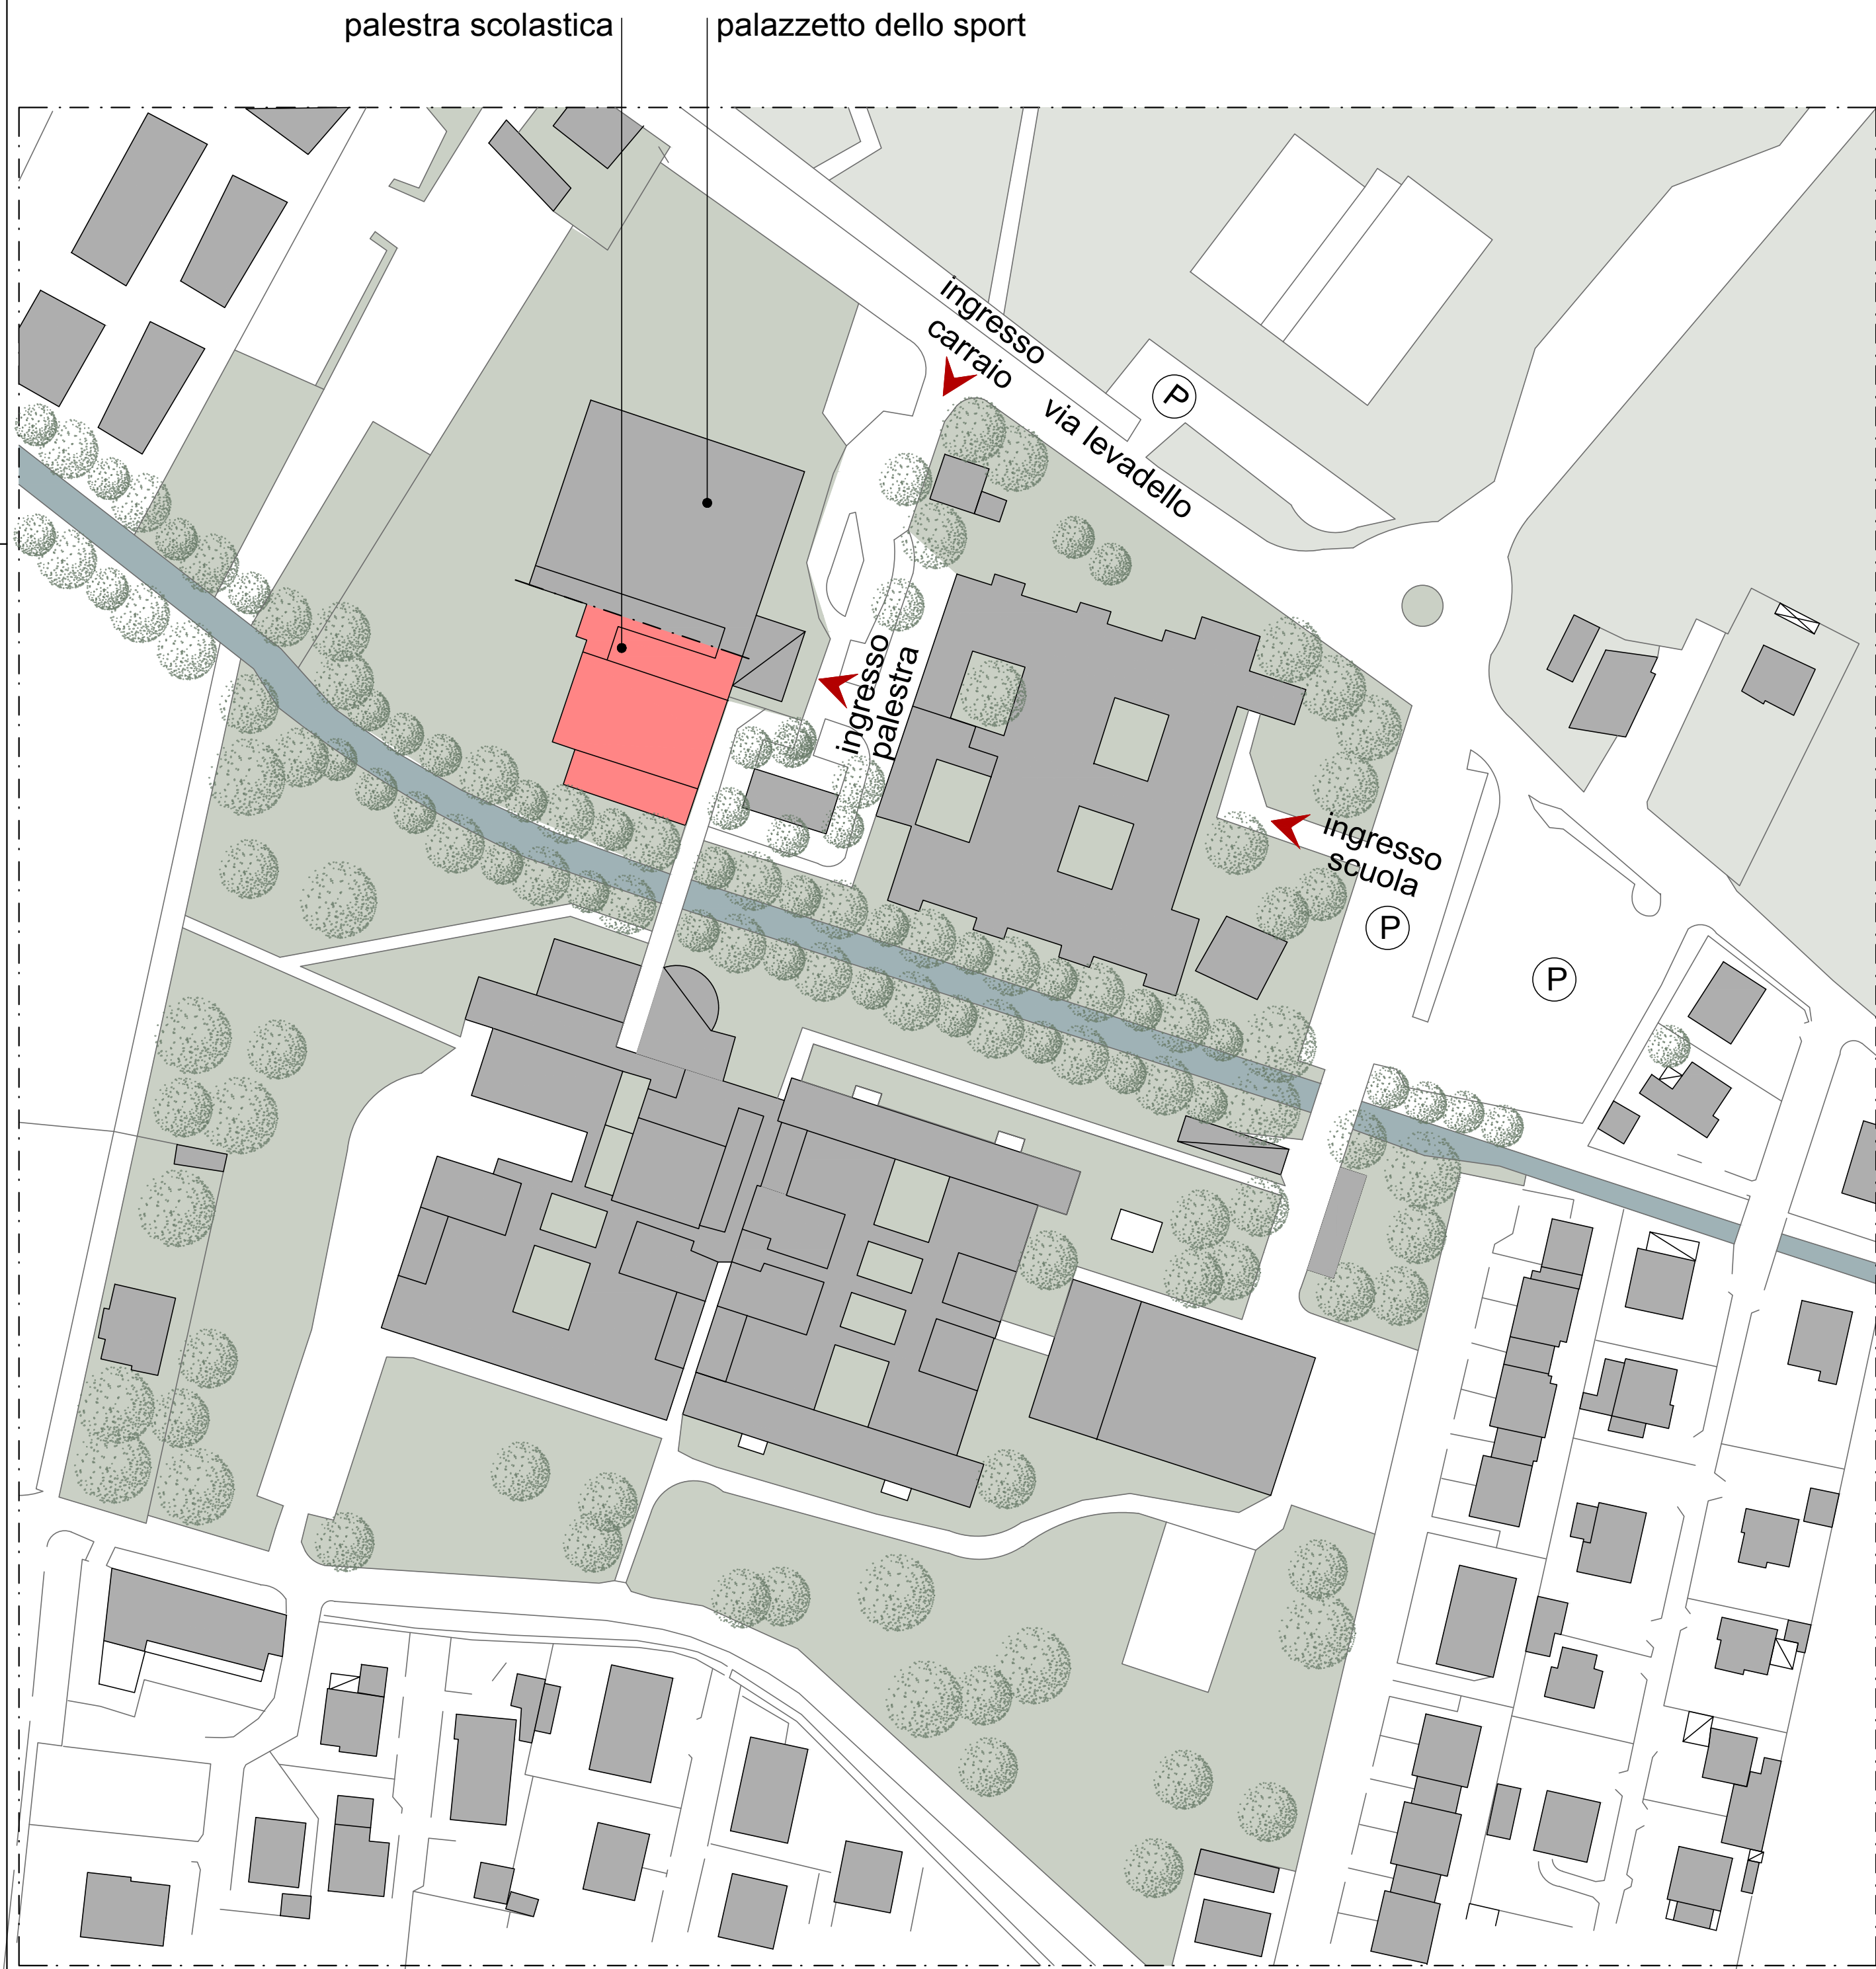 palestra scolastica
palazzetto dello sport
ingresso
carraio
via levadello
P
ingresso
palestra
ingresso
scuola
P
P